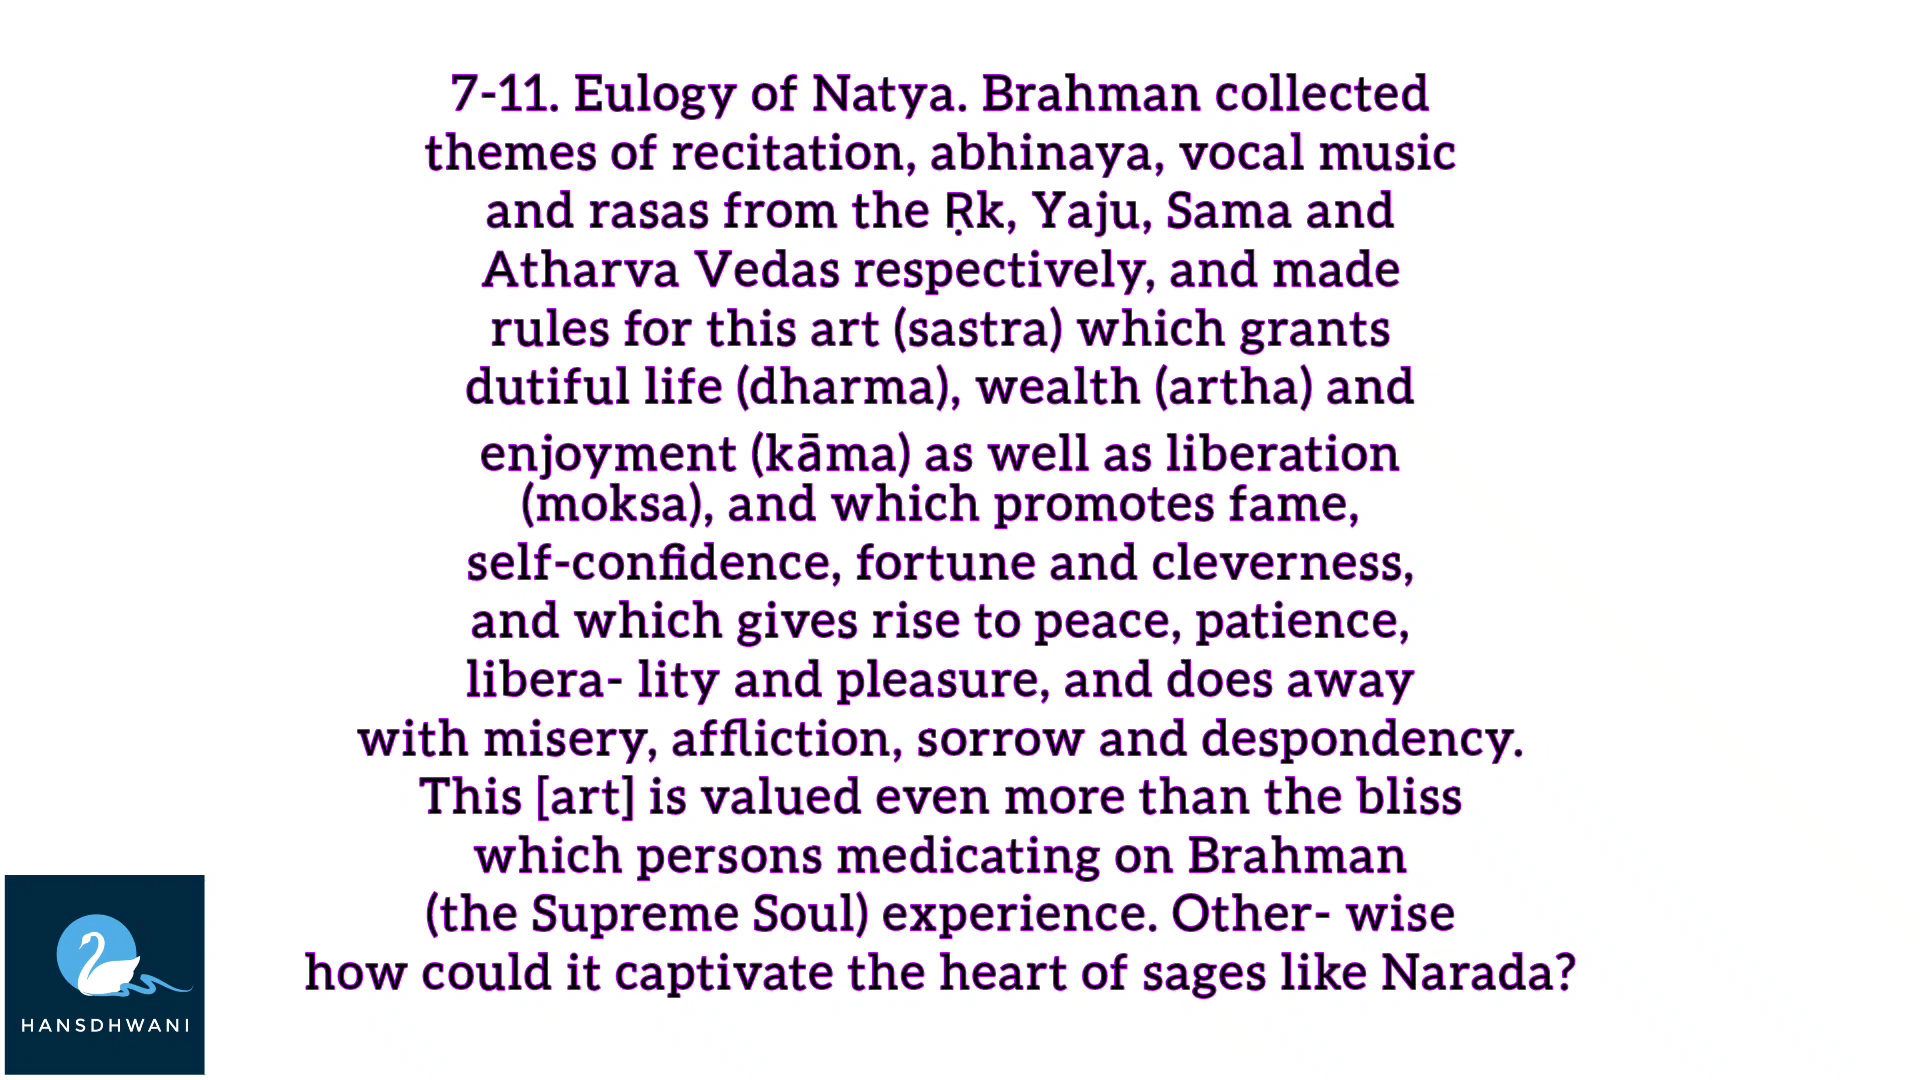 7-11. Eulogy of Natya. Brahman collected
themes of recitation, abhinaya, vocal music
and rasas from the Ṛk, Yaju, Sama and
Atharva Vedas respectively, and made
rules for this art (sastra) which grants
dutiful life (dharma), wealth (artha) and
enjoyment (kāma) as well as liberation
(moksa), and which promotes fame,
self-confidence, fortune and cleverness,
and which gives rise to peace, patience,
libera- lity and pleasure, and does away
with misery, affliction, sorrow and despondency.
This [art] is valued even more than the bliss
which persons medicating on Brahman
(the Supreme Soul) experience. Other- wise
how could it captivate the heart of sages like Narada?
HANSDHWANI